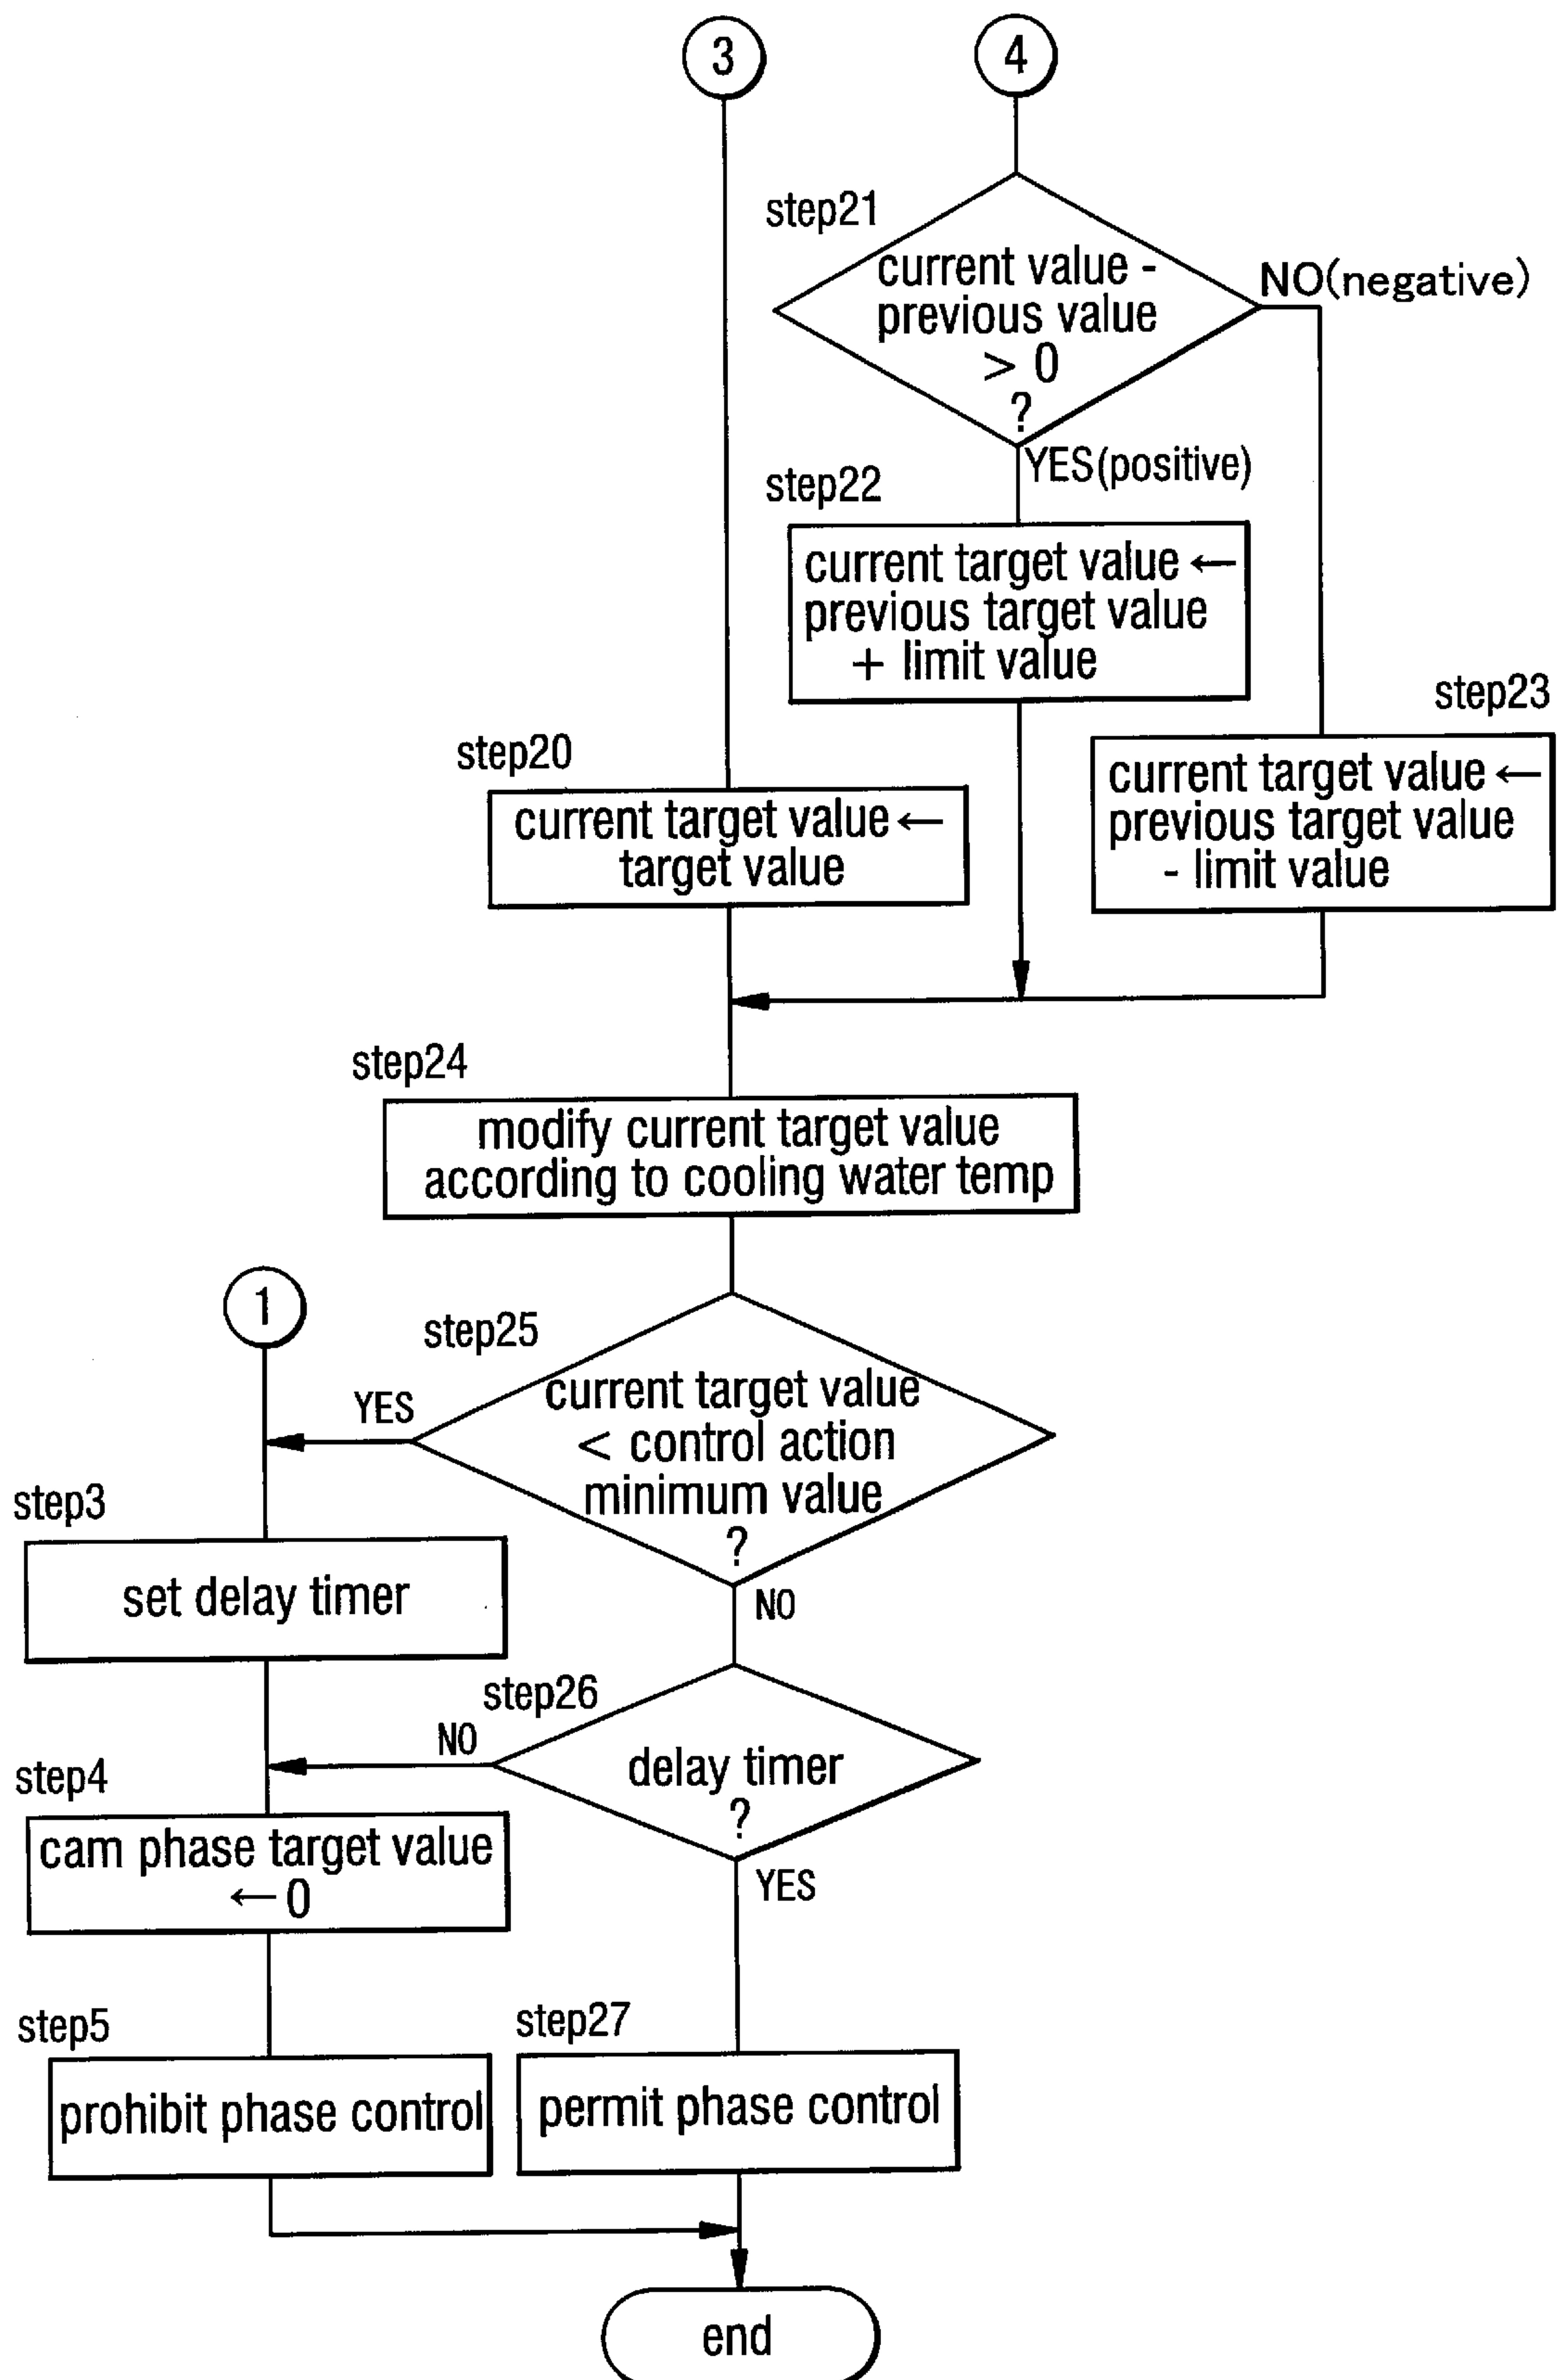 3
4
step21
current value -
previous value
> 0
?
NO(negative)
YES(positive)
step22
current target value ←
previous target value
+ limit value
step23
current target value ←
previous target value
- limit value
step20
current target value ←
target value
step24
modify current target value
according to cooling water temp
1
step25
current target value
< control action
minimum value
?
YES
NO
step3
set delay timer
step26
delay timer
?
NO
YES
step4
cam phase target value
← 0
step5
prohibit phase control
step27
permit phase control
end